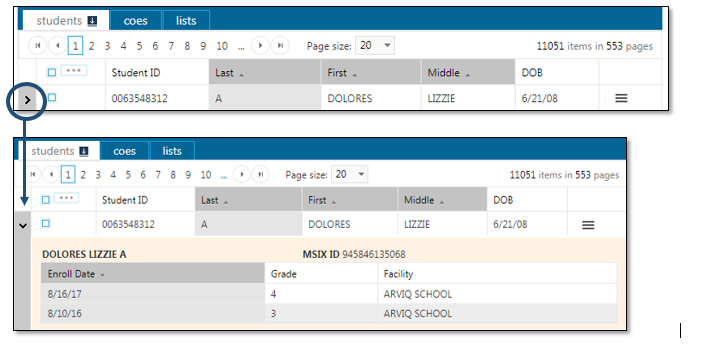 students coes lists
1 2 3 4 5 6 7 8 9 10 ... Page size: 20 11051 items in 553 pages
Student ID Last First Middle DOB
0063548312 A DOLORES LIZZIE 6/21/08
students coes lists
1 2 3 4 5 6 7 8 9 10 ... Page size: 20 11051 items in 553 pages
Student ID Last First Middle DOB
0063548312 A DOLORES LIZZIE 6/21/08
DOLORES LIZZIE A MSIX ID 945846135068
Enroll Date Grade Facility
8/16/17 4 ARVIQ SCHOOL
8/10/16 3 ARVIQ SCHOOL